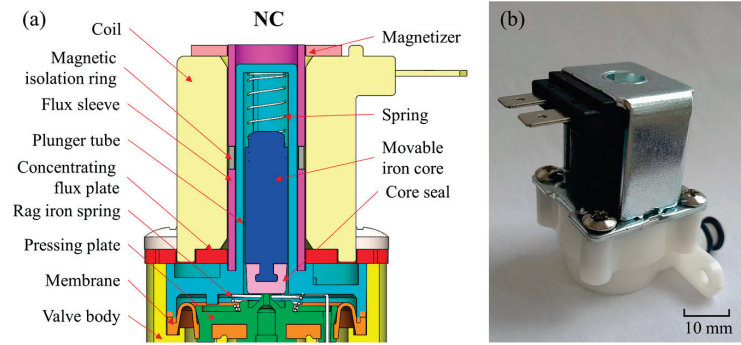 (a)
NC
(b)
Coil
Magnetic
isolation ring
Flux sleeve
Plunger tube
Concentrating
flux plate
Rag iron spring
Pressing plate
Membrane
Valve body
Magnetizer
Spring
Movable
iron core
Core seal
10 mm